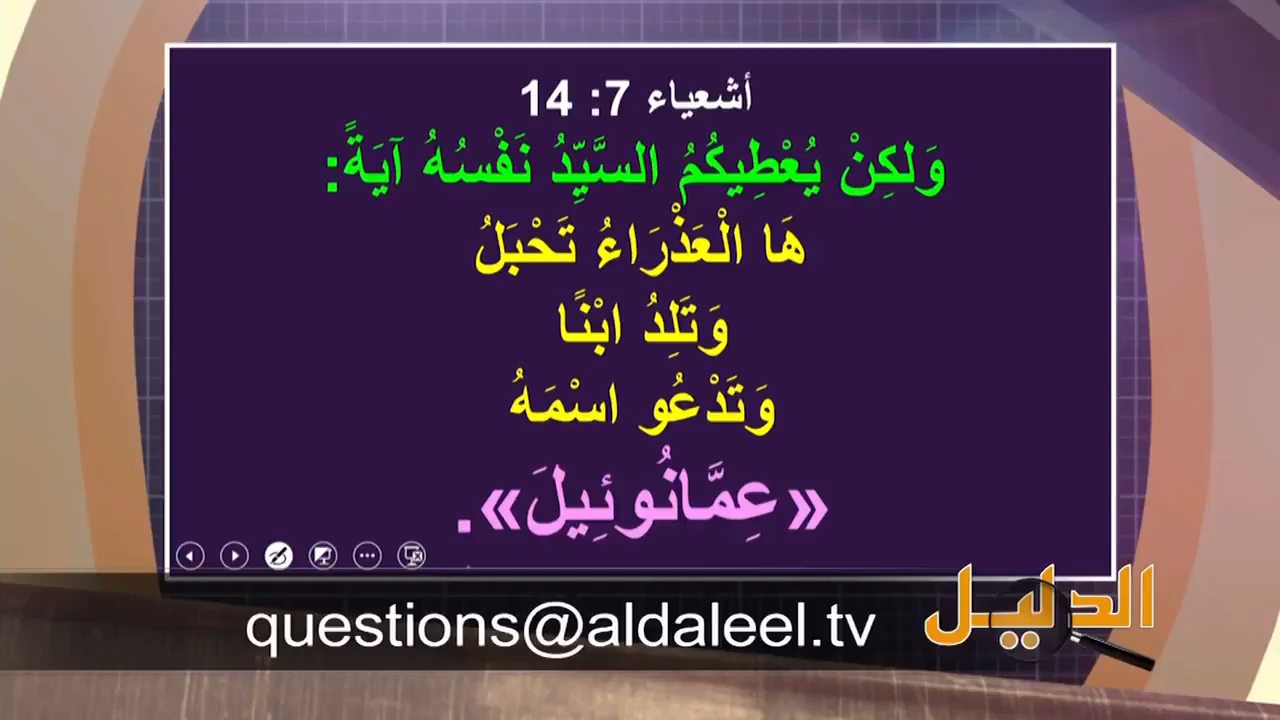 أشعياء 7: 14
وَلكِنْ يُعْطِيكُمُ السَّيِّدُ نَفْسُهُ آيَةً:
هَا الْعَذْرَاءُ تَحْبَلُ
وَتَلِدُ ابْنًا
وَتَدْعُو اسْمَهُ
«عِمَّانُوئِيلَ».
questions@aldaleel.tv
الدليل